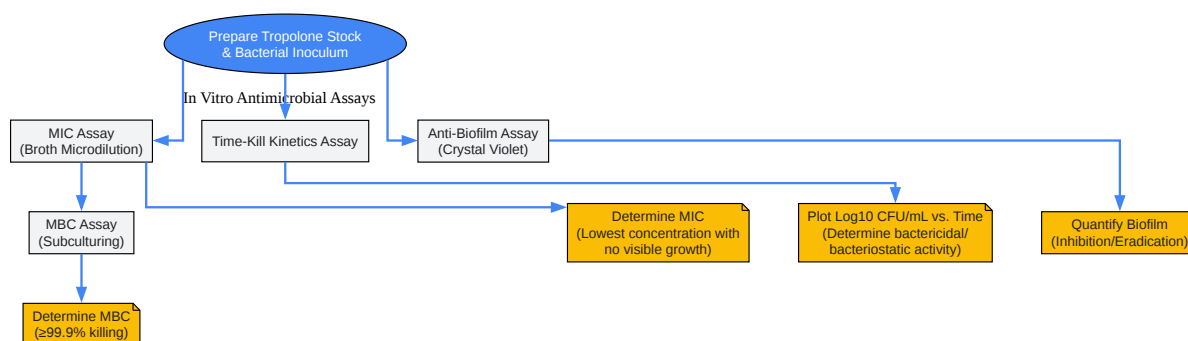 Prepare Tropolone Stock
& Bacterial Inoculum
In Vitro Antimicrobial Assays
MIC Assay
(Broth Microdilution)
Time-Kill Kinetics Assay
Anti-Biofilm Assay
(Crystal Violet)
MBC Assay
(Subculturing)
Determine MIC
(Lowest concentration with
no visible growth)
Plot Log10 CFU/mL vs. Time
(Determine bactericidal/
bacteriostatic activity)
Quantify Biofilm
(Inhibition/Eradication)
Determine MBC
(≥99.9% killing)